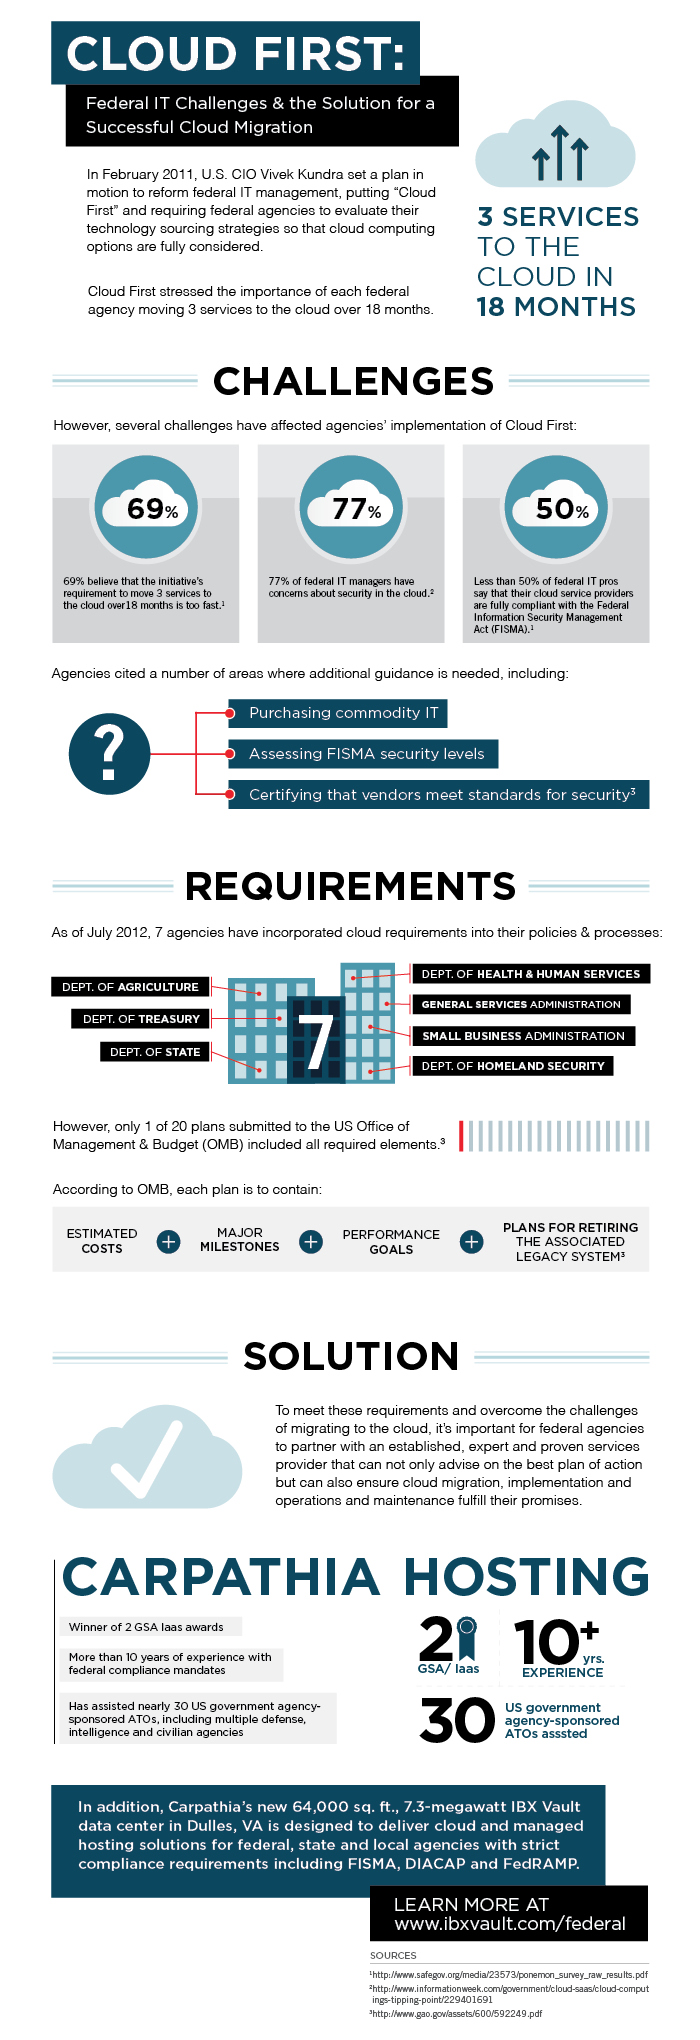 CLOUD FIRST:
Federal IT Challenges & the Solution for a
Successful Cloud Migration
In February 2011, U.S. CIO Vivek Kundra set a plan in
motion to reform federal IT management, putting “Cloud
First” and requiring federal agencies to evaluate their
technology sourcing strategies so that cloud computing
options are fully considered.
Cloud First stressed the importance of each federal
agency moving 3 services to the cloud over 18 months.
3 SERVICES
TO THE
CLOUD IN
18 MONTHS
CHALLENGES
However, several challenges have affected agencies’ implementation of Cloud First:
69%
69% believe that the initiative’s
requirement to move 3 services to
the cloud over18 months is too fast.¹
77%
77% of federal IT managers have
concerns about security in the cloud.²
50%
Less than 50% of federal IT pros
say that their cloud service providers
are fully compliant with the Federal
Information Security Management
Act (FISMA).¹
Agencies cited a number of areas where additional guidance is needed, including:
?
Purchasing commodity IT
Assessing FISMA security levels
Certifying that vendors meet standards for security³
REQUIREMENTS
As of July 2012, 7 agencies have incorporated cloud requirements into their policies & processes:
DEPT. OF AGRICULTURE
DEPT. OF TREASURY
DEPT. OF STATE
7
DEPT. OF HEALTH & HUMAN SERVICES
GENERAL SERVICES ADMINISTRATION
SMALL BUSINESS ADMINISTRATION
DEPT. OF HOMELAND SECURITY
However, only 1 of 20 plans submitted to the US Office of
Management & Budget (OMB) included all required elements.³
According to OMB, each plan is to contain:
ESTIMATED
COSTS
+
MAJOR
MILESTONES
+
PERFORMANCE
GOALS
+
PLANS FOR RETIRING
THE ASSOCIATED
LEGACY SYSTEM³
SOLUTION
To meet these requirements and overcome the challenges
of migrating to the cloud, it’s important for federal agencies
to partner with an established, expert and proven services
provider that can not only advise on the best plan of action
but can also ensure cloud migration, implementation and
operations and maintenance fulfill their promises.
CARPATHIA HOSTING
Winner of 2 GSA Iaas awards
More than 10 years of experience with
federal compliance mandates
Has assisted nearly 30 US government agency-
sponsored ATOs, including multiple defense,
intelligence and civilian agencies
2
GSA/ Iaas
10+
yrs.
EXPERIENCE
30
US government
agency-sponsored
ATOs asssted
In addition, Carpathia’s new 64,000 sq. ft., 7.3-megawatt IBX Vault
data center in Dulles, VA is designed to deliver cloud and managed
hosting solutions for federal, state and local agencies with strict
compliance requirements including FISMA, DIACAP and FedRAMP.
LEARN MORE AT
www.ibxvault.com/federal
SOURCES
¹http://www.safegov.org/media/23573/ponemon_survey_raw_results.pdf
²http://www.informationweek.com/government/cloud-saas/cloud-comput
ings-tipping-point/229401691
³http://www.gao.gov/assets/600/592249.pdf